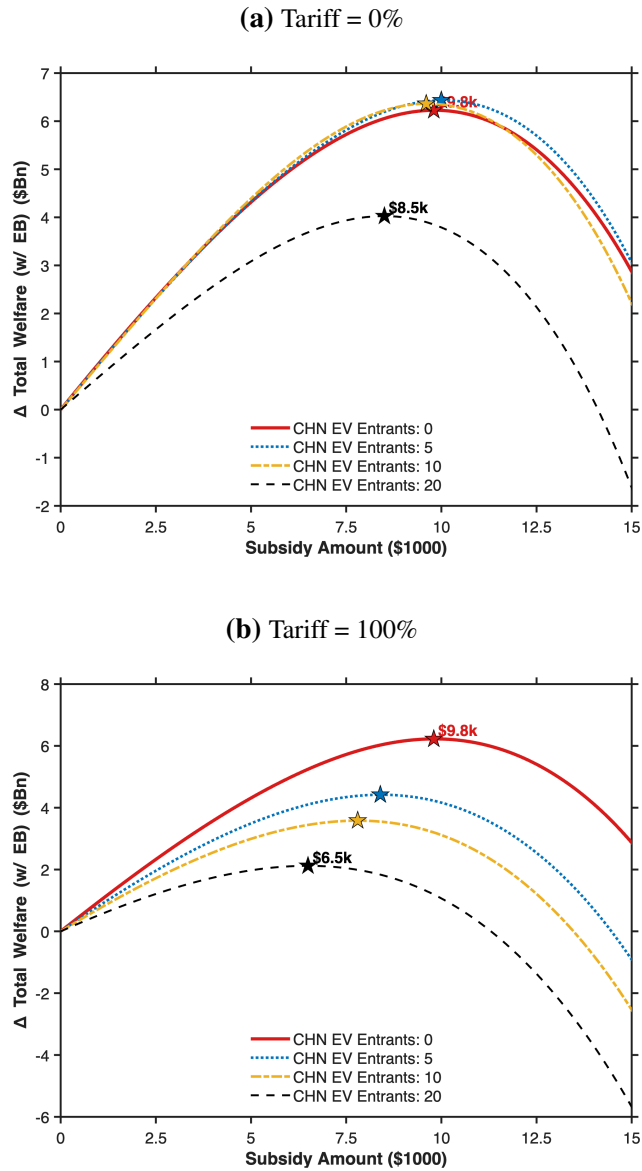 (a) Tariff = 0%
Δ Total Welfare (w/ EB) ($Bn)
7
6
5
4
3
2
1
0
-1
-2
$9.8k
$8.5k
CHN EV Entrants: 0
CHN EV Entrants: 5
CHN EV Entrants: 10
CHN EV Entrants: 20
0 2.5 5 7.5 10 12.5 15
Subsidy Amount ($1000)
(b) Tariff = 100%
Δ Total Welfare (w/ EB) ($Bn)
8
6
4
2
0
-2
-4
-6
$9.8k
$6.5k
CHN EV Entrants: 0
CHN EV Entrants: 5
CHN EV Entrants: 10
CHN EV Entrants: 20
0 2.5 5 7.5 10 12.5 15
Subsidy Amount ($1000)